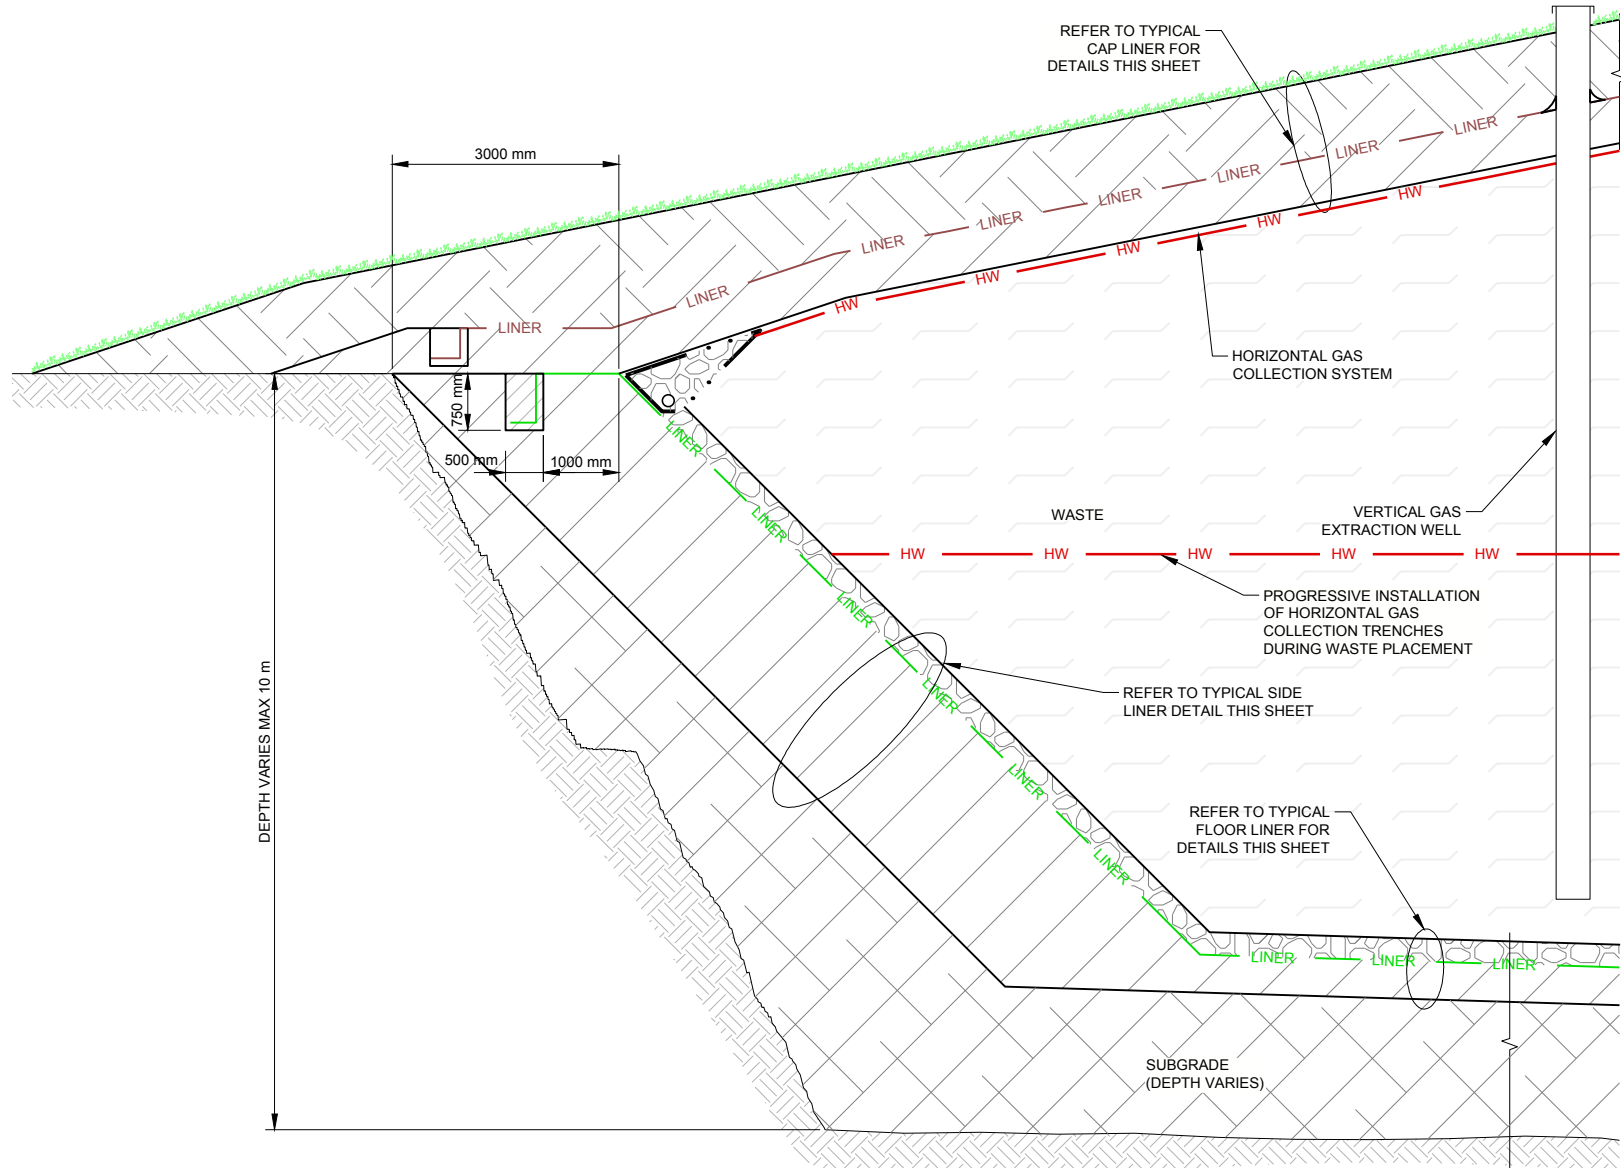 REFER TO TYPICAL
CAP LINER FOR
DETAILS THIS SHEET
3000 mm
LINER
LINER
LINER
LINER
LINER
LINER
LINER
LINER
HW
HW
HW
HW
HW
HORIZONTAL GAS
COLLECTION SYSTEM
750 mm
500 mm
1000 mm
LINER
LINER
LINER
LINER
LINER
LINER
WASTE
VERTICAL GAS
EXTRACTION WELL
HW
HW
HW
HW
HW
PROGRESSIVE INSTALLATION
OF HORIZONTAL GAS
COLLECTION TRENCHES
DURING WASTE PLACEMENT
REFER TO TYPICAL SIDE
LINER DETAIL THIS SHEET
DEPTH VARIES MAX 10 m
REFER TO TYPICAL
FLOOR LINER FOR
DETAILS THIS SHEET
LINER
LINER
LINER
SUBGRADE
(DEPTH VARIES)